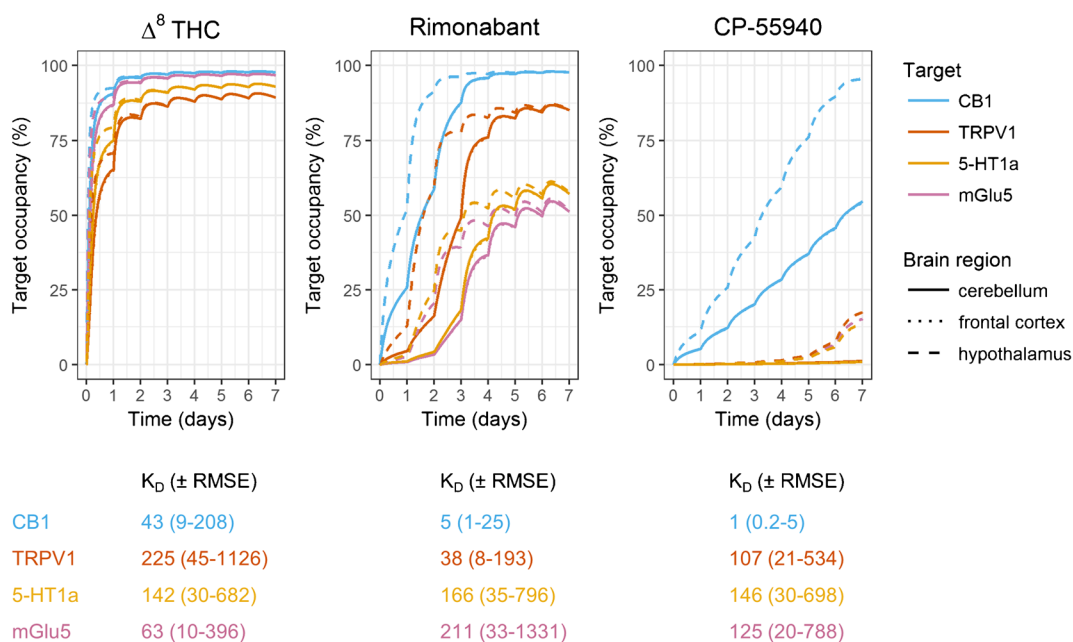 Δ⁸ THC
Rimonabant
CP-55940
Target occupancy (%)
100
75
50
25
0
0 1 2 3 4 5 6 7
Time (days)
Target occupancy (%)
100
75
50
25
0
0 1 2 3 4 5 6 7
Time (days)
Target occupancy (%)
100
75
50
25
0
0 1 2 3 4 5 6 7
Time (days)
Target
CB1
TRPV1
5-HT1a
mGlu5
Brain region
cerebellum
frontal cortex
hypothalamus
K_D (± RMSE) K_D (± RMSE) K_D (± RMSE)
CB1 43 (9-208) 5 (1-25) 1 (0.2-5)
TRPV1 225 (45-1126) 38 (8-193) 107 (21-534)
5-HT1a 142 (30-682) 166 (35-796) 146 (30-698)
mGlu5 63 (10-396) 211 (33-1331) 125 (20-788)